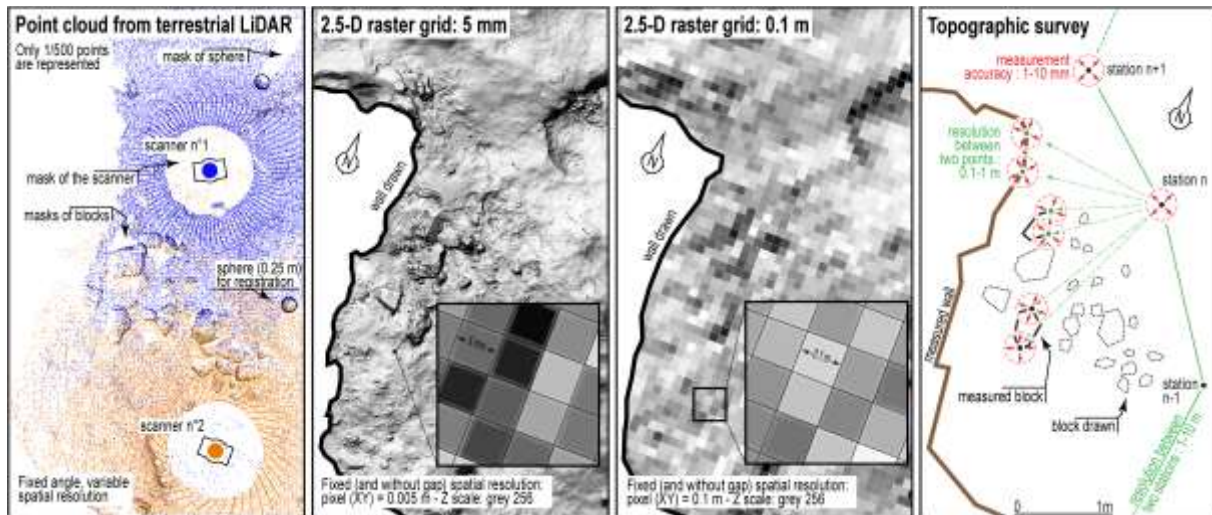 Point cloud from terrestrial LiDAR
Only 1/500 points
are represented
mask of sphere
scanner n°1
mask of the scanner
masks of blocks
sphere (0.25 m)
for registration
scanner n°2
Fixed angle, variable
spatial resolution
2.5-D raster grid: 5 mm
N
wall drawn
Fixed (and without gap) spatial resolution:
pixel (XY) = 0.005 m - Z scale: grey 256
2.5-D raster grid: 0.1 m
N
wall drawn
0.1 m
Fixed (and without gap) spatial resolution:
pixel (XY) = 0.1 m - Z scale: grey 256
Topographic survey
measurement
accuracy : 1-10 mm
station n+1
N
resolution
between
two points :
0.1-1 m
station n
measured wall
measured block
station
n-1
block drawn
resolution between
two stations : 1-10 m
0 1m